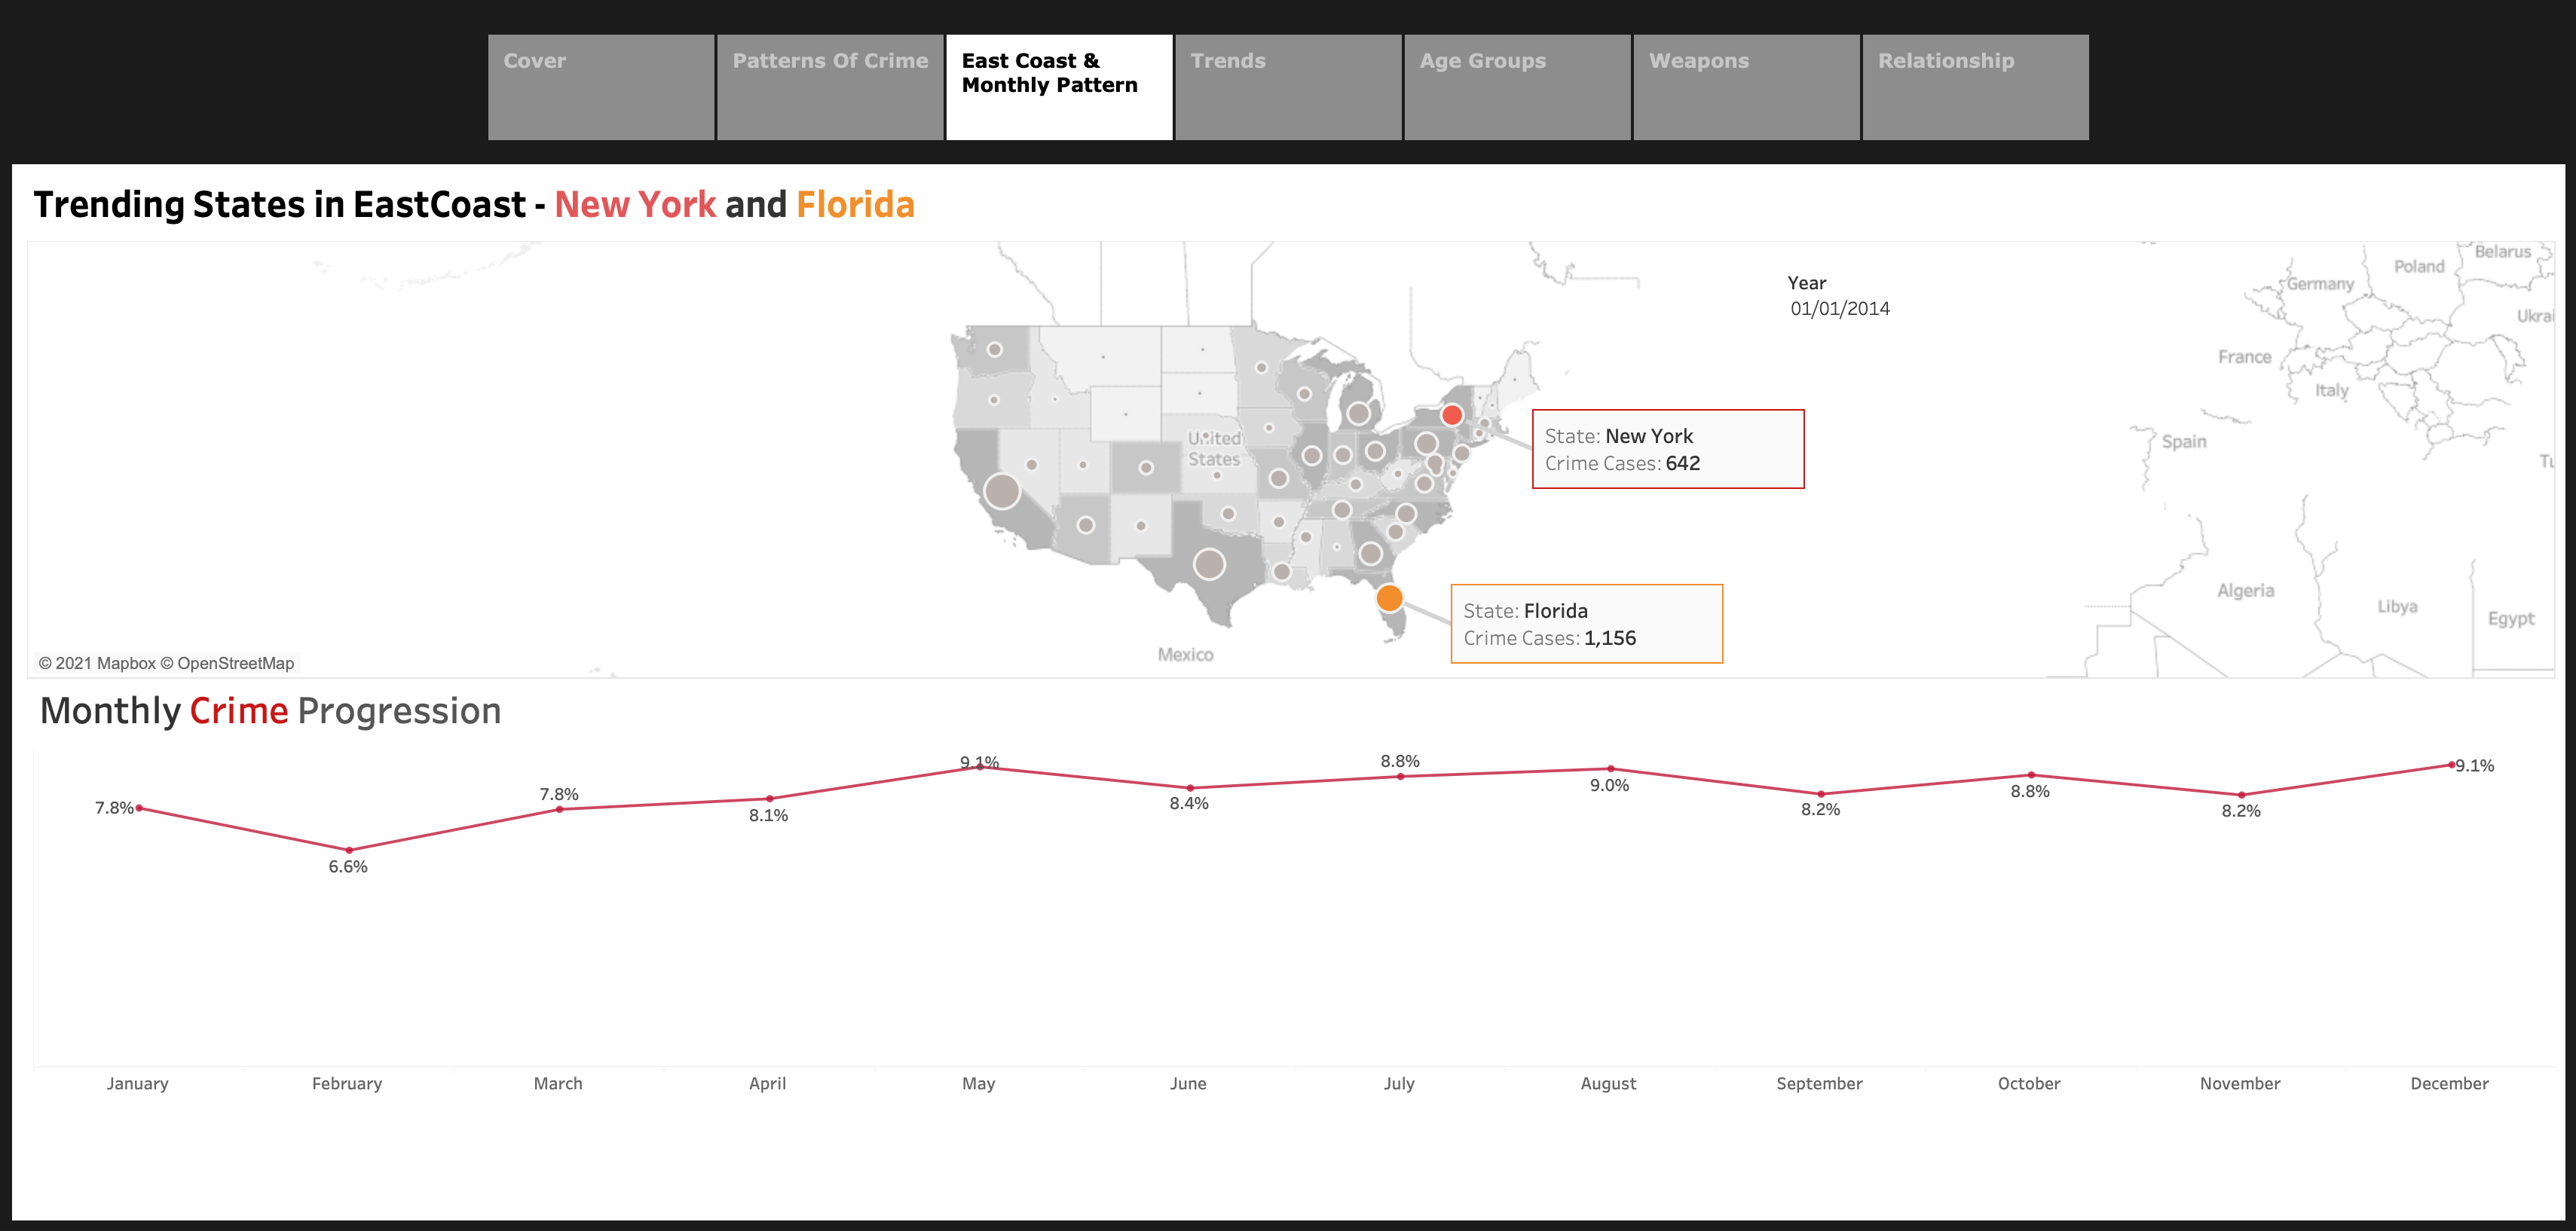 Cover
Patterns Of Crime
East Coast &
Monthly Pattern
Trends
Age Groups
Weapons
Relationship
Trending States in EastCoast - New York and Florida
Year
01/01/2014
Belarus
Poland
Germany
Ukrai
France
Italy
Spain
Tu
Algeria
Libya
Egypt
United
States
Mexico
State: New York
Crime Cases: 642
State: Florida
Crime Cases: 1,156
© 2021 Mapbox © OpenStreetMap
Monthly Crime Progression
7.8%
6.6%
7.8%
8.1%
9.1%
8.4%
8.8%
9.0%
8.2%
8.8%
8.2%
9.1%
January
February
March
April
May
June
July
August
September
October
November
December